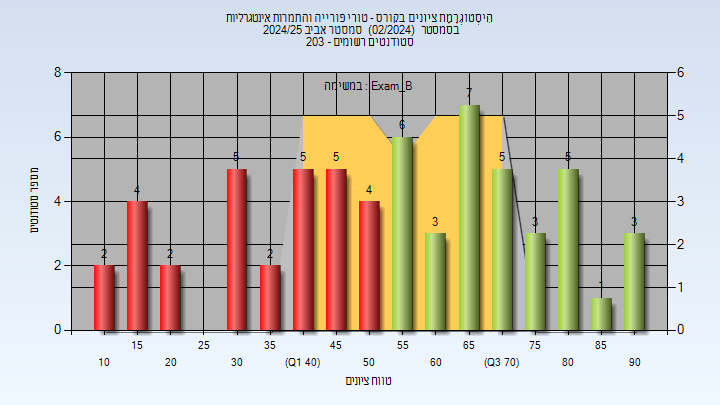 היסטוגרמת ציונים בקורס - טורי פורייה והתמרות אינטגרליות
בסמסטר (02/2024) סמסטר אביב 2024/25
סטודנטים רשומים - 203
במשימה : Exam_B
8 6 4 2 0
6 5 4 3 2 1 0
מספר סטודנטים
2 4 2 5 2 5 5 4 6 3 7 5 3 5 1 3
15 25 35 45 55 65 75 85
10 20 30 (Q1 40) 50 60 (Q3 70) 80 90
טווח ציונים